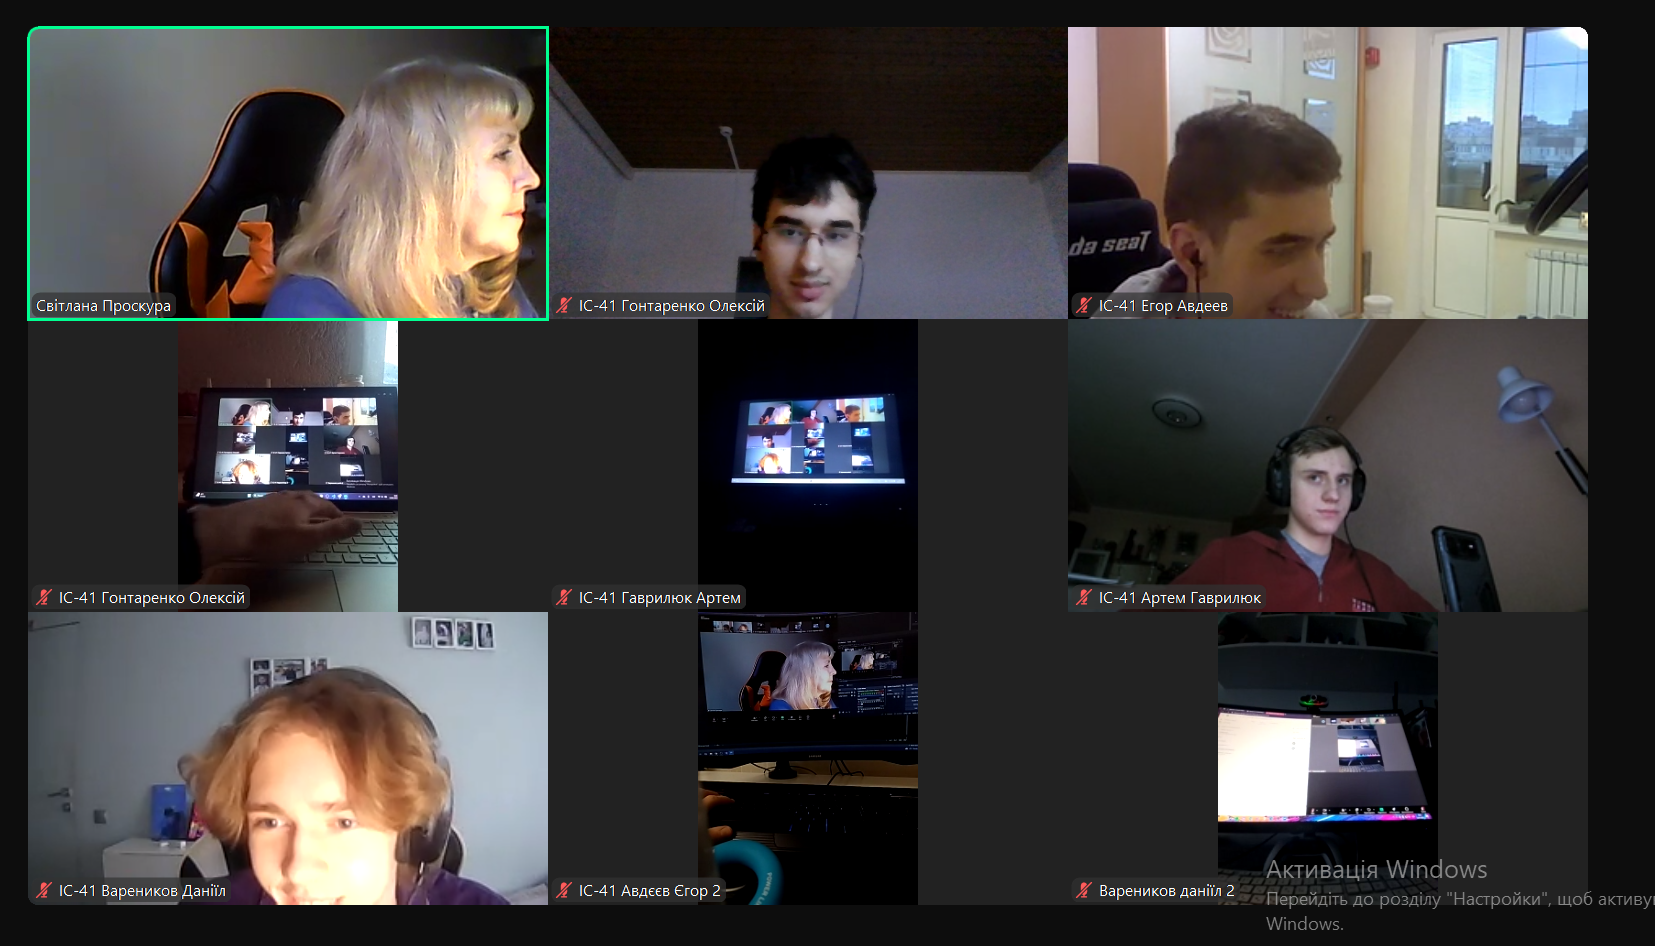 Світлана Проскура
ІС-41 Гонтаренко Олексій
da seaT
ІС-41 Егор Авдеев
ІС-41 Гонтаренко Олексій
ІС-41 Гаврилюк Артем
ІС-41 Артем Гаврилюк
ІС-41 Вареников Данііл
ІС-41 Авдєєв Єгор 2
Вареников данііл 2
Активація Windows
Перейдіть до розділу "Настройки", щоб активу
Windows.